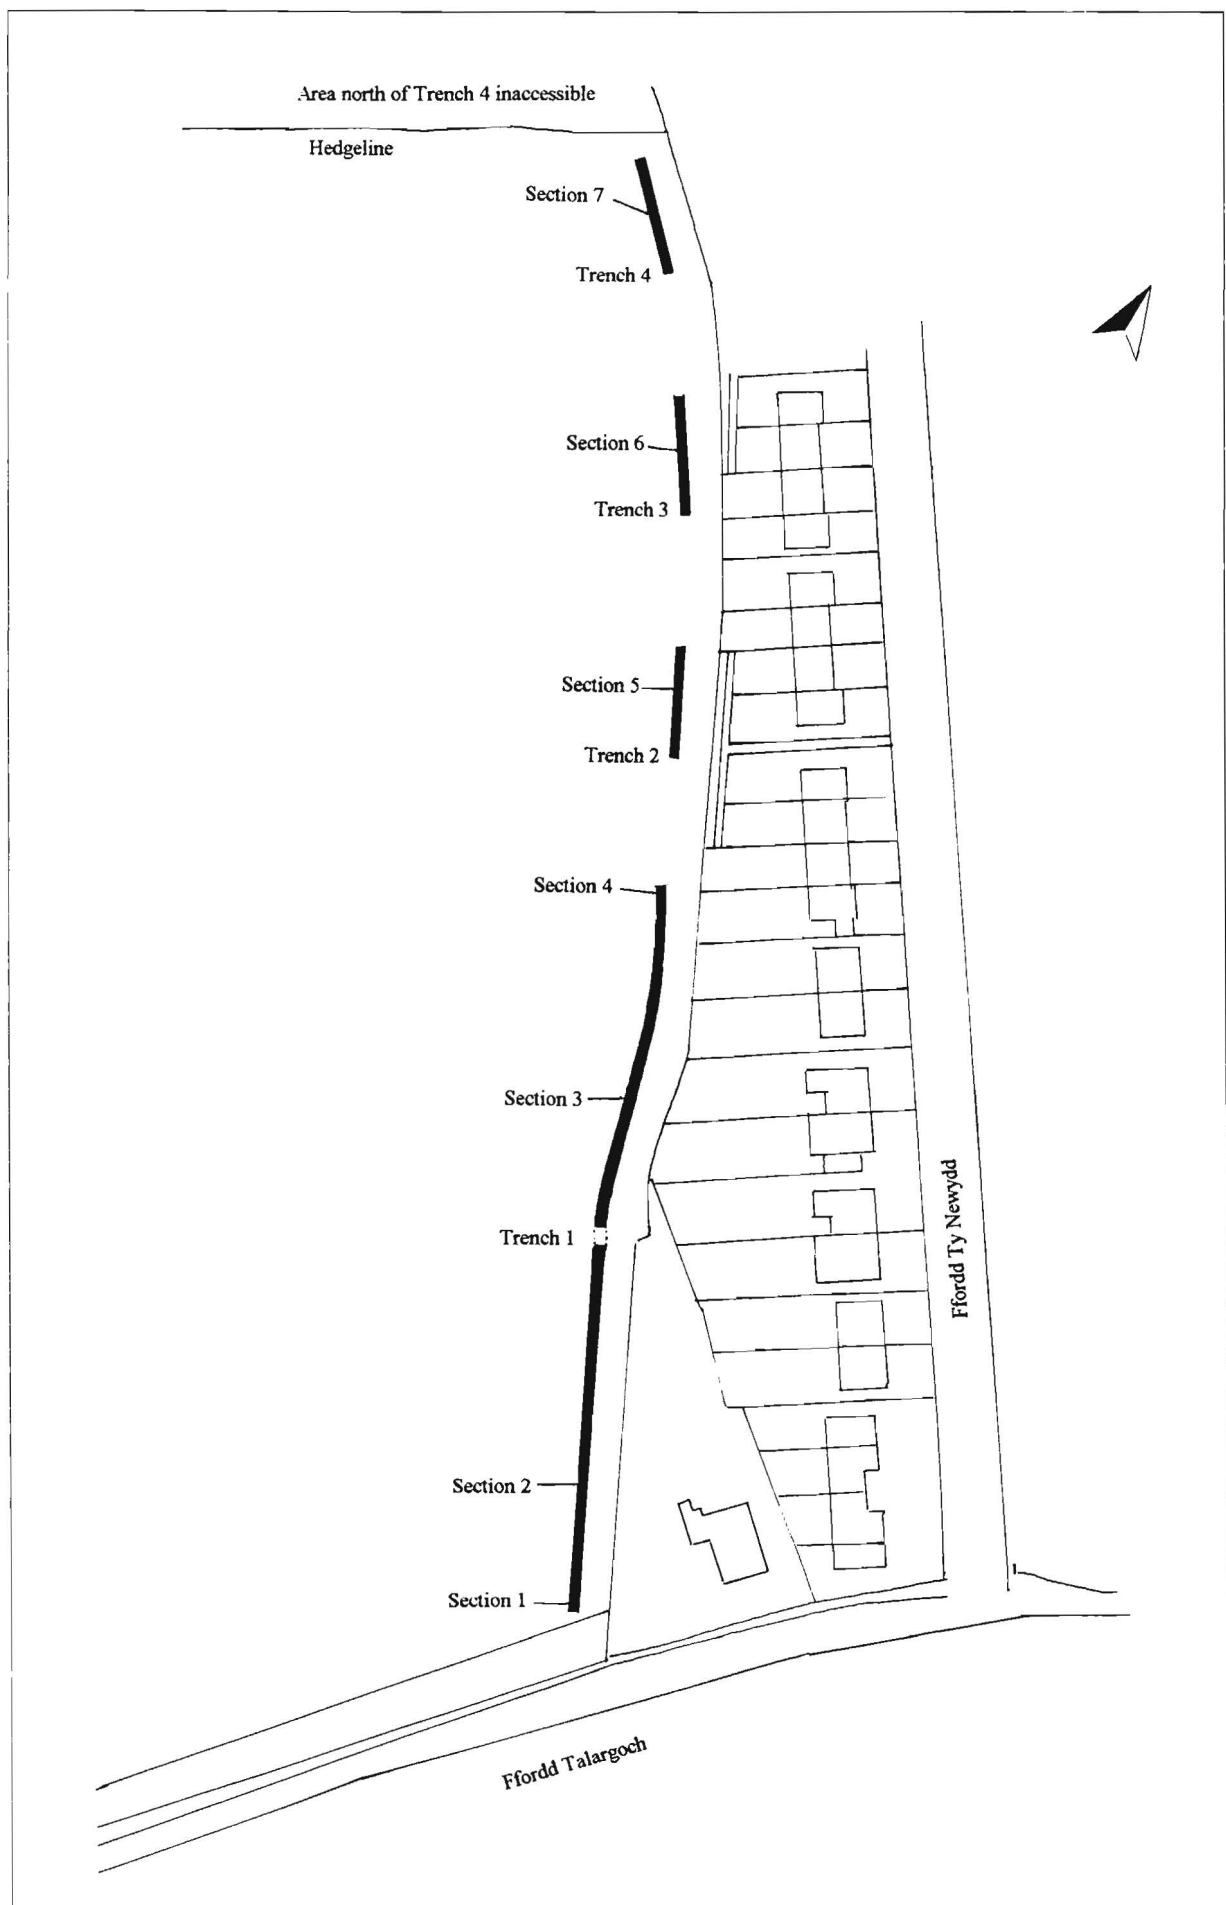 Area north of Trench 4 inaccessible
Hedgeline
Section 7
Trench 4
Section 6
Trench 3
Section 5
Trench 2
Section 4
Section 3
Trench 1
Ffordd Ty Newydd
Section 2
Section 1
Ffordd Talargoch